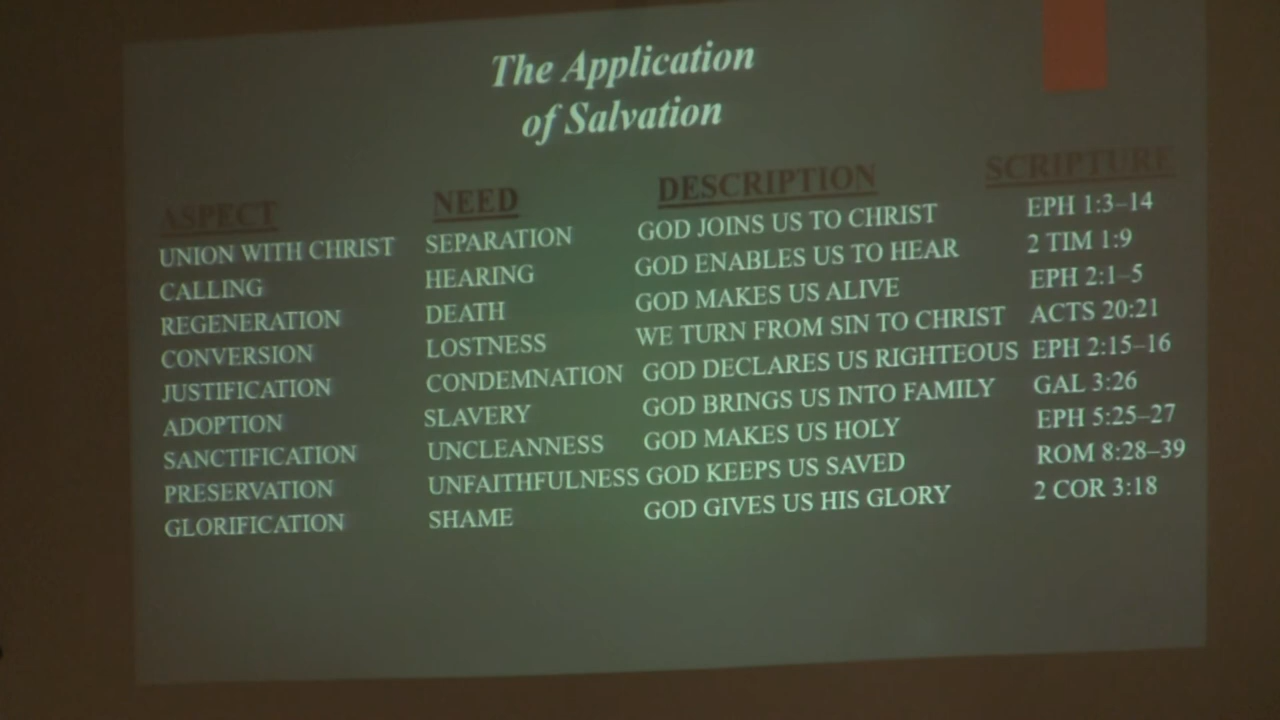 The Application
of Salvation
ASPECT NEED DESCRIPTION SCRIPTURE
UNION WITH CHRIST SEPARATION GOD JOINS US TO CHRIST EPH 1:3–14
CALLING HEARING GOD ENABLES US TO HEAR 2 TIM 1:9
REGENERATION DEATH GOD MAKES US ALIVE EPH 2:1–5
CONVERSION LOSTNESS WE TURN FROM SIN TO CHRIST ACTS 20:21
JUSTIFICATION CONDEMNATION GOD DECLARES US RIGHTEOUS EPH 2:15–16
ADOPTION SLAVERY GOD BRINGS US INTO FAMILY GAL 3:26
SANCTIFICATION UNCLEANNESS GOD MAKES US HOLY EPH 5:25–27
PRESERVATION UNFAITHFULNESS GOD KEEPS US SAVED ROM 8:28–39
GLORIFICATION SHAME GOD GIVES US HIS GLORY 2 COR 3:18